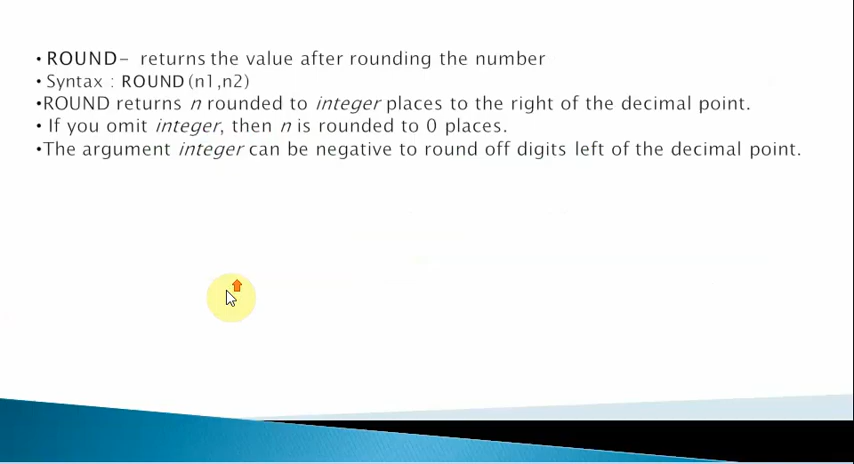 • ROUND– returns the value after rounding the number
• Syntax : ROUND(n1,n2)
•ROUND returns n rounded to integer places to the right of the decimal point.
• If you omit integer, then n is rounded to 0 places.
•The argument integer can be negative to round off digits left of the decimal point.